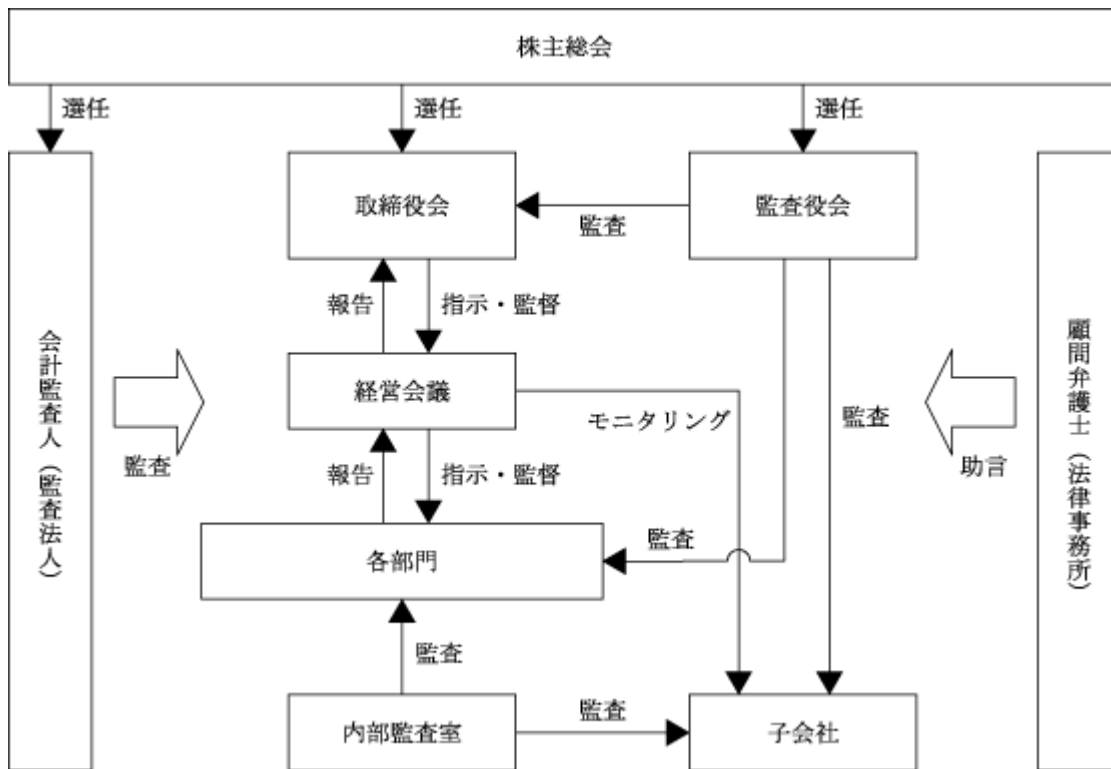 株主総会
選任
選任
選任
取締役会
監査
監査役会
報告
指示・監督
会計監査人（監査法人）
顧問弁護士（法律事務所）
経営会議
モニタリング
監査
監査
助言
報告
指示・監督
各部門
監査
監査
内部監査室
監査
子会社